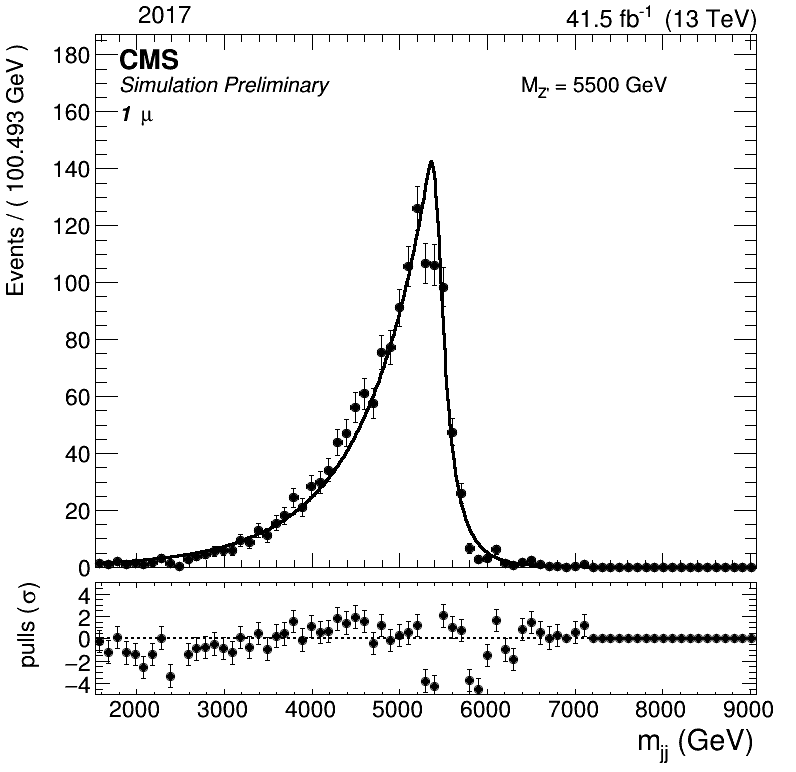 2017
41.5 fb⁻¹ (13 TeV)
Events / ( 100.493 GeV )
CMS
Simulation Preliminary
M_Z' = 5500 GeV
1 μ
180
160
140
120
100
80
60
40
20
0
pulls (σ)
4
2
0
−2
−4
2000 3000 4000 5000 6000 7000 8000 9000
m_jj (GeV)